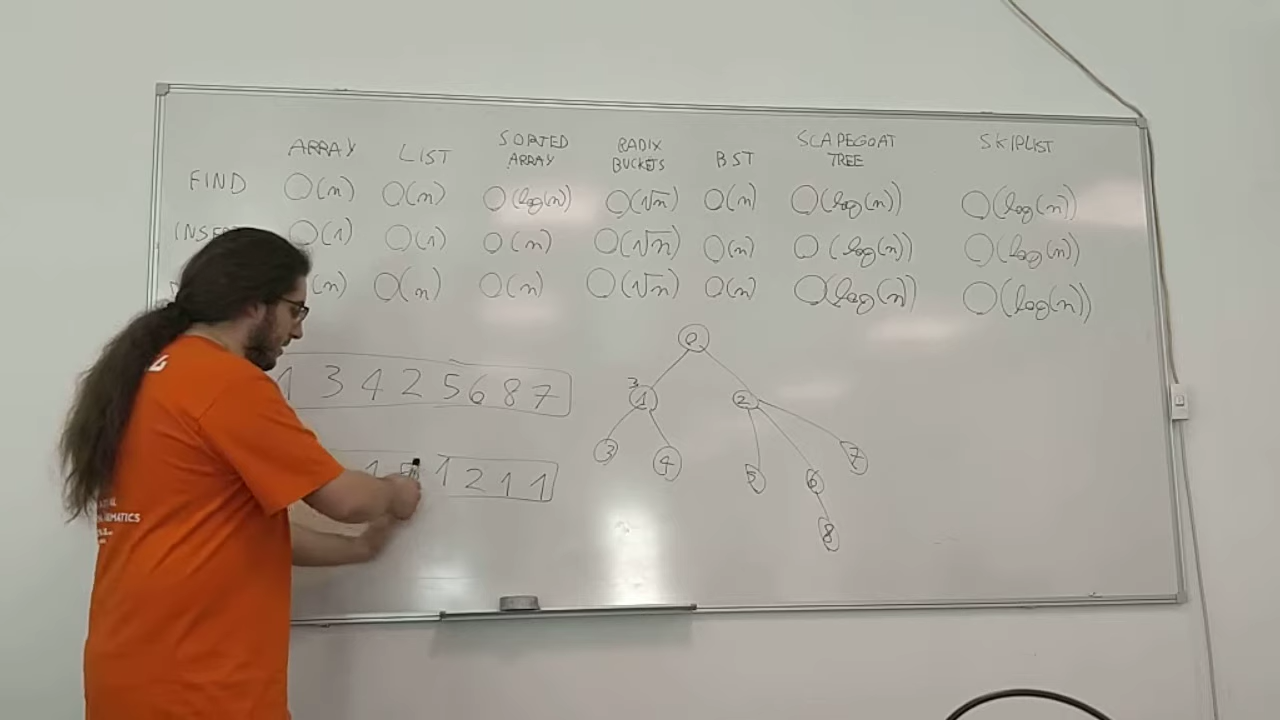 ARRAY LIST SORTED ARRAY RADIX BUCKETS BST SCAPEGOAT TREE SKIPLIST
FIND O(n) O(n) O(log(n)) O(√n) O(n) O(log(n)) O(log(n))
O(1) O(1) O(n) O(√n) O(n) O(log(n)) O(log(n))
(n) O(n) O(n) O(√n) O(n) O(log(n)) O(log(n))
0
1 3 4 2 5 6 8 7
3
1 2
3 4 5 6 7
1 1 2 1 1
8
MATICS